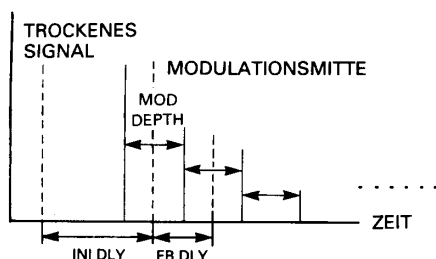 TROCKENES
SIGNAL
MODULATIONSMITTE
MOD
DEPTH
ZEIT
INI DLY
FB DLY